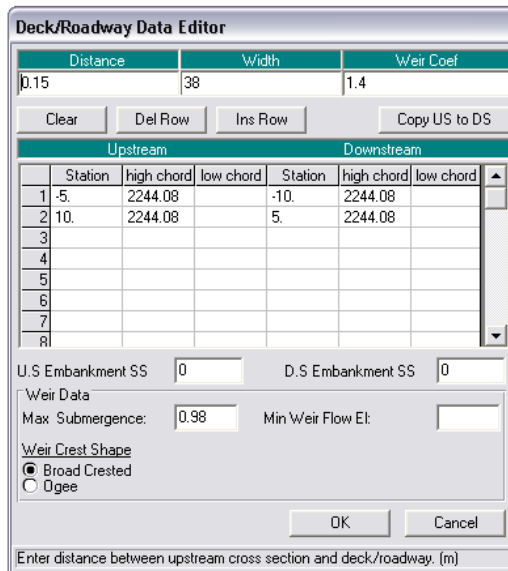 Deck/Roadway Data Editor
Distance Width Weir Coef
0.15 38 1.4
Clear Del Row Ins Row Copy US to DS
Upstream Downstream
Station high chord low chord Station high chord low chord
1 -5. 2244.08 -10. 2244.08
2 10. 2244.08 5. 2244.08
3
4
5
6
7
8
U.S Embankment SS 0 D.S Embankment SS 0
Weir Data
Max Submergence: 0.98 Min Weir Flow El:
Weir Crest Shape
Broad Crested
Ogee
OK Cancel
Enter distance between upstream cross section and deck/roadway. (m)